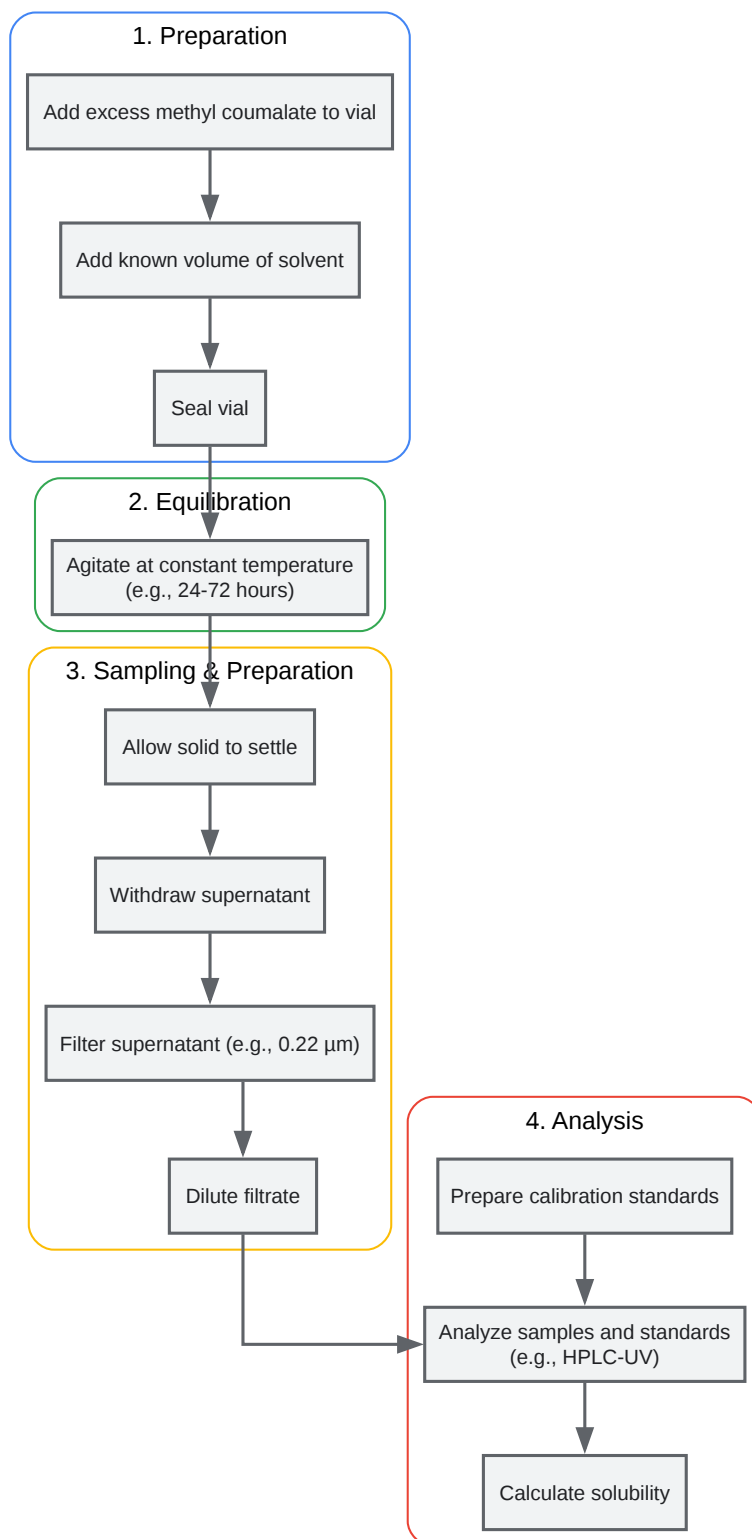 1. Preparation
Add excess methyl coumalate to vial
Add known volume of solvent
Seal vial
2. Equilibration
Agitate at constant temperature
(e.g., 24-72 hours)
3. Sampling & Preparation
Allow solid to settle
Withdraw supernatant
Filter supernatant (e.g., 0.22 µm)
Dilute filtrate
4. Analysis
Prepare calibration standards
Analyze samples and standards
(e.g., HPLC-UV)
Calculate solubility